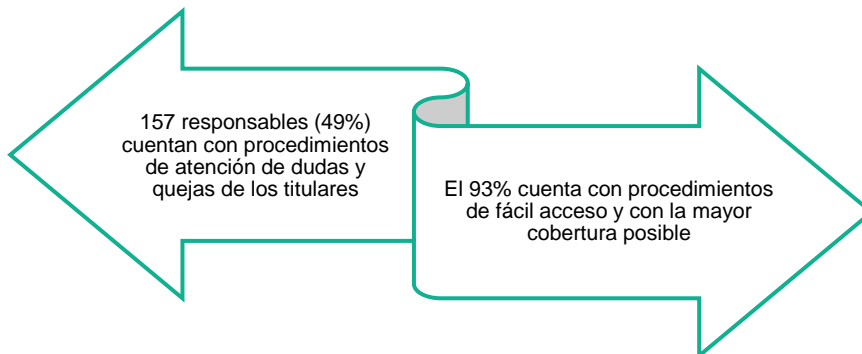 157 responsables (49%)
cuentan con procedimientos
de atención de dudas y
quejas de los titulares
El 93% cuenta con procedimientos
de fácil acceso y con la mayor
cobertura posible